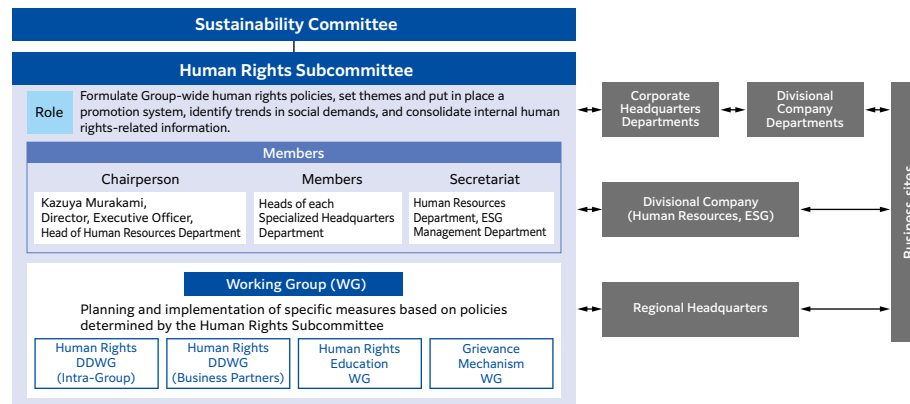 Sustainability Committee
Human Rights Subcommittee
Role
Formulate Group-wide human rights policies, set themes and put in place a
promotion system, identify trends in social demands, and consolidate internal human
rights-related information.
Members
Chairperson
Kazuya Murakami,
Director, Executive Officer,
Head of Human Resources Department
Members
Heads of each
Specialized Headquarters
Department
Secretariat
Human Resources
Department, ESG
Management Department
Working Group (WG)
Planning and implementation of specific measures based on policies
determined by the Human Rights Subcommittee
Human Rights
DDWG
(Intra-Group)
Human Rights
DDWG
(Business Partners)
Human Rights
Education
WG
Grievance
Mechanism
WG
Corporate
Headquarters
Departments
Divisional
Company
Departments
Divisional Company
(Human Resources, ESG)
Regional Headquarters
Business sites